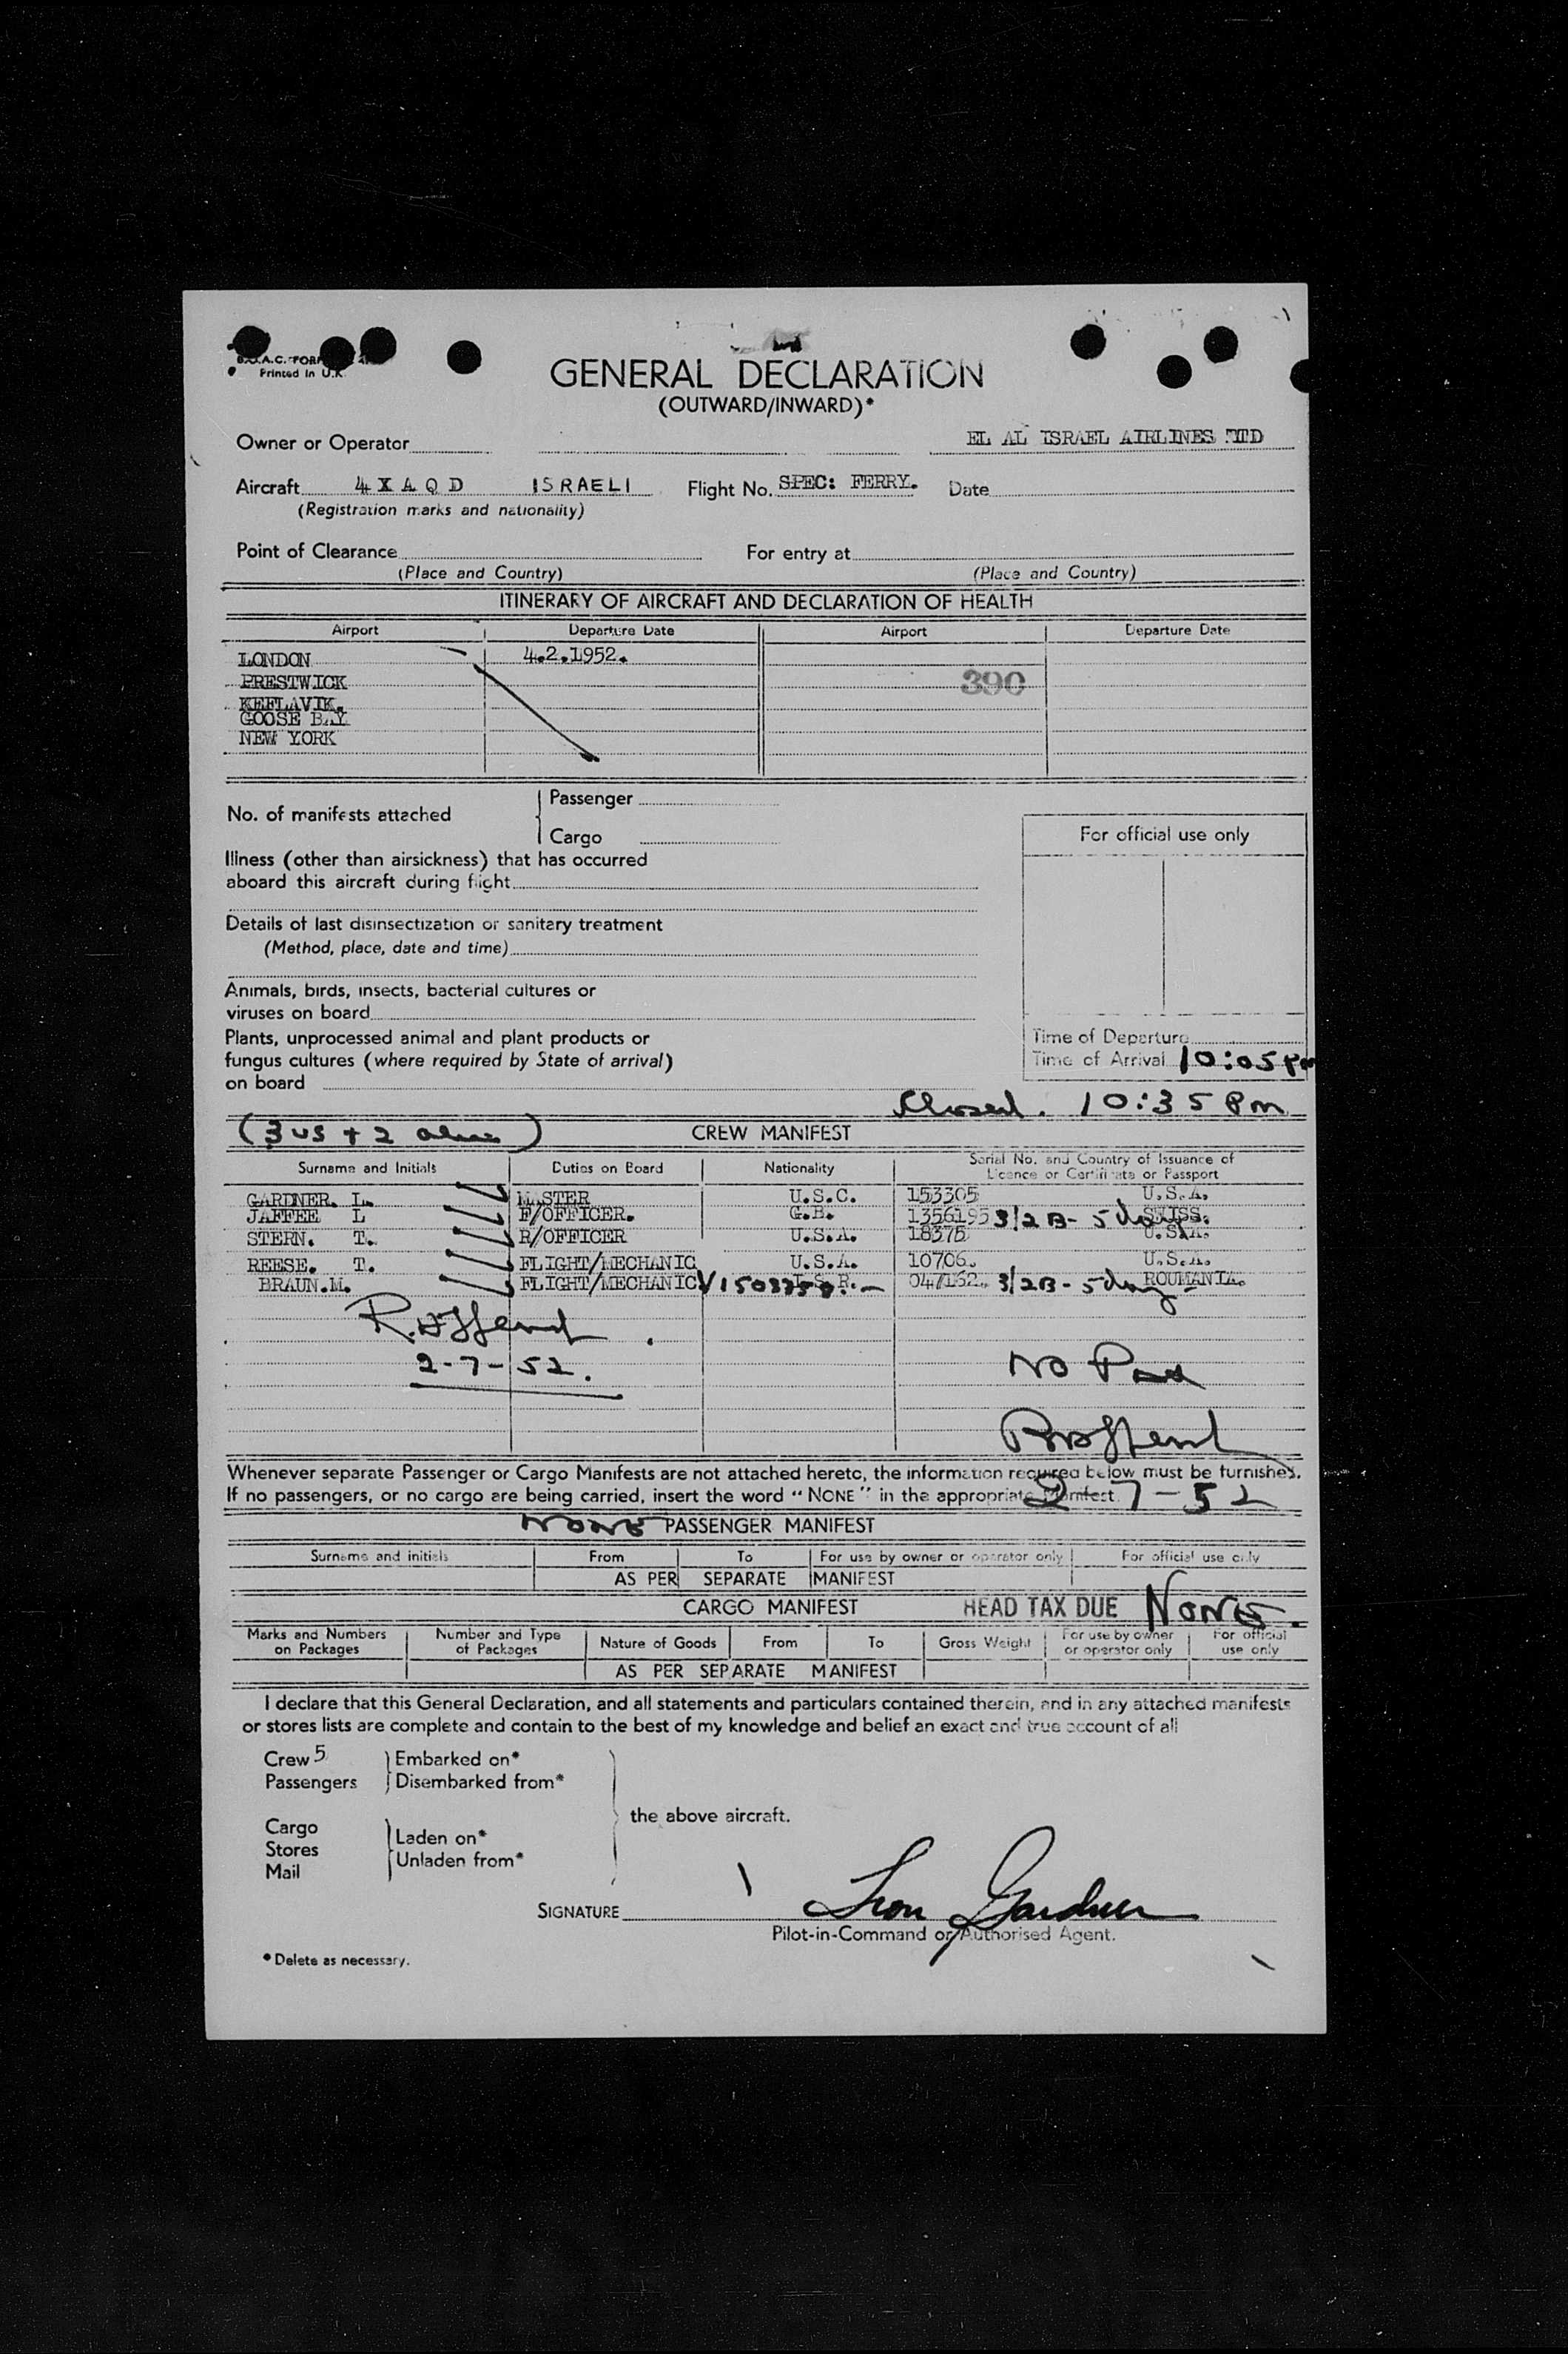 B.O.A.C. FOR
Printed in U.K.
GENERAL DECLARATION
(OUTWARD/INWARD)*
Owner or Operator EL AL ISRAEL AIRLINES LTD
Aircraft 4 X A Q D ISRAELI Flight No. SPEC: FERRY. Date
(Registration marks and nationality)
Point of Clearance For entry at
(Place and Country) (Place and Country)
ITINERARY OF AIRCRAFT AND DECLARATION OF HEALTH
Airport Departure Date Airport Departure Date
LONDON 4.2.1952.
PRESTWICK 390
KEFLAVIK.
GOOSE BAY
NEW YORK
No. of manifests attached
Passenger
Cargo
For official use only
Illness (other than airsickness) that has occurred
aboard this aircraft during flight
Details of last disinsectization or sanitary treatment
(Method, place, date and time)
Animals, birds, insects, bacterial cultures or
viruses on board
Plants, unprocessed animal and plant products or
fungus cultures (where required by State of arrival)
on board
Time of Departure
Time of Arrival 10:05 Pm
Closed. 10:35 Pm
(3 US + 2 ) CREW MANIFEST
Surname and Initials Duties on Board Nationality Serial No. and Country of Issuance of
Licence or Certificate or Passport
GARDNER. L. MASTER U.S.C. 153305 U.S.A.
JAFFEE L F/OFFICER. G.B. 1356195 3/2 B- 5 day SWISS.
STERN. T. R/OFFICER U.S.A. 18375 U.S.A.
REESE. T. FLIGHT/MECHANIC U.S.A. 10706. U.S.A.
BRAUN.M. FLIGHT/MECHANIC 047162. 3/2B- 5 day ROUMANIA.
2-7-52.
NO Pax
2 7-52
Whenever separate Passenger or Cargo Manifests are not attached hereto, the information required below must be furnished.
If no passengers, or no cargo are being carried, insert the word "NONE" in the appropriate Manifest.
NONE PASSENGER MANIFEST
Surname and initials From To For use by owner or operator only For official use only
AS PER SEPARATE MANIFEST
CARGO MANIFEST HEAD TAX DUE NONE.
Marks and Numbers on Packages Number and Type of Packages Nature of Goods From To Gross Weight For use by owner or operator only For official use only
AS PER SEPARATE MANIFEST
I declare that this General Declaration, and all statements and particulars contained therein, and in any attached manifests
or stores lists are complete and contain to the best of my knowledge and belief an exact and true account of all
Crew 5 Embarked on*
Passengers Disembarked from*
the above aircraft.
Cargo
Stores Laden on*
Mail Unladen from*
SIGNATURE Leon Gardner
Pilot-in-Command or Authorised Agent.
* Delete as necessary.